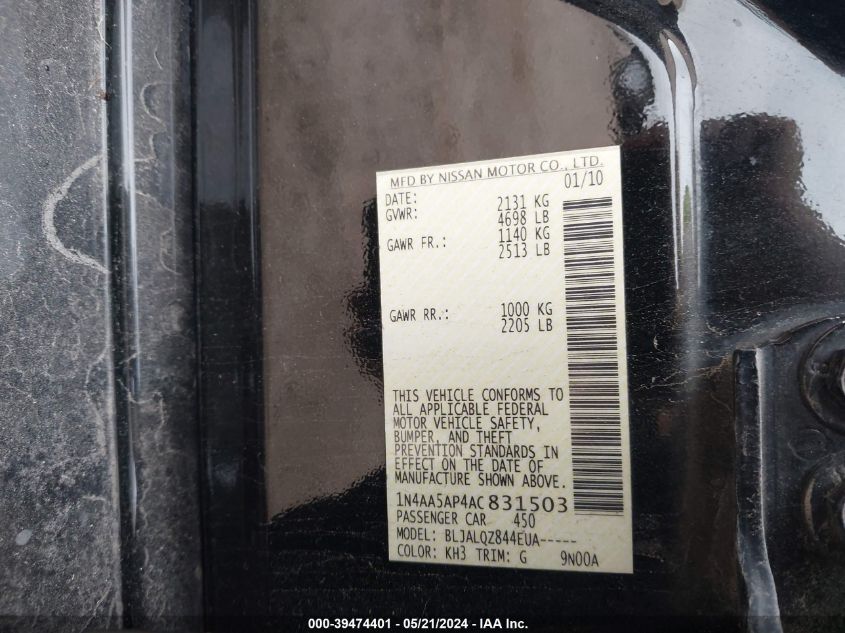 MFD BY NISSAN MOTOR CO., LTD.
DATE: 01/10
GVWR: 2131 KG
4698 LB
GAWR FR.: 1140 KG
2513 LB
GAWR RR.: 1000 KG
2205 LB
THIS VEHICLE CONFORMS TO
ALL APPLICABLE FEDERAL
MOTOR VEHICLE SAFETY,
BUMPER, AND THEFT
PREVENTION STANDARDS IN
EFFECT ON THE DATE OF
MANUFACTURE SHOWN ABOVE.
1N4AA5AP4AC831503
PASSENGER CAR 450
MODEL: BLJALQZ844EUA-----
COLOR: KH3 TRIM: G 9N00A
000-39474401 - 05/21/2024 - IAA Inc.